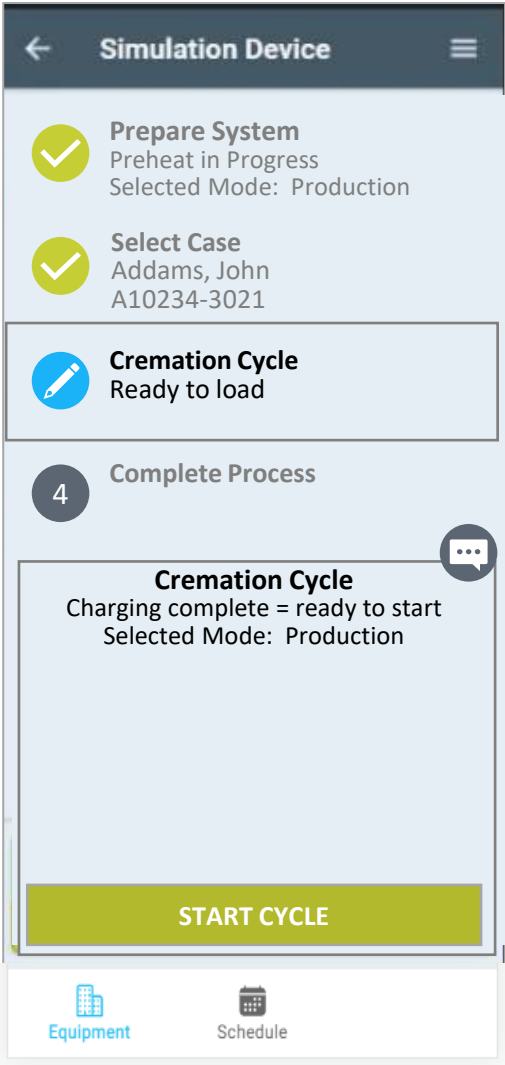 Simulation Device
Prepare System
Preheat in Progress
Selected Mode: Production
Select Case
Addams, John
A10234-3021
Cremation Cycle
Ready to load
4
Complete Process
Cremation Cycle
Charging complete = ready to start
Selected Mode: Production
START CYCLE
Equipment
Schedule